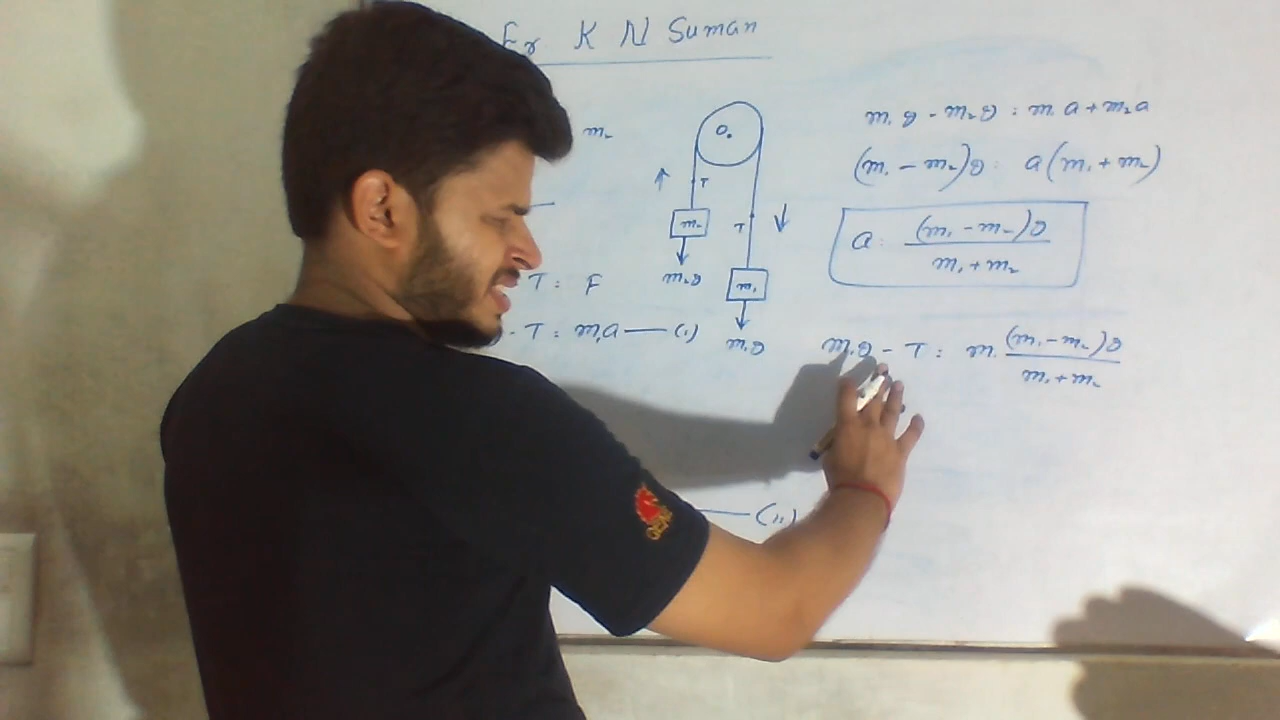 Er K N Suman
m₂
T
m₂
m₂g
T
m₁
m₁g
T = F
- T = m₁a — (1)
— (11)
m₁g - m₂g = m₁a + m₂a
(m₁ - m₂)g = a(m₁ + m₂)
a = (m₁ - m₂)g / m₁ + m₂
m₁g - T = m₁ (m₁ - m₂)g / m₁ + m₂